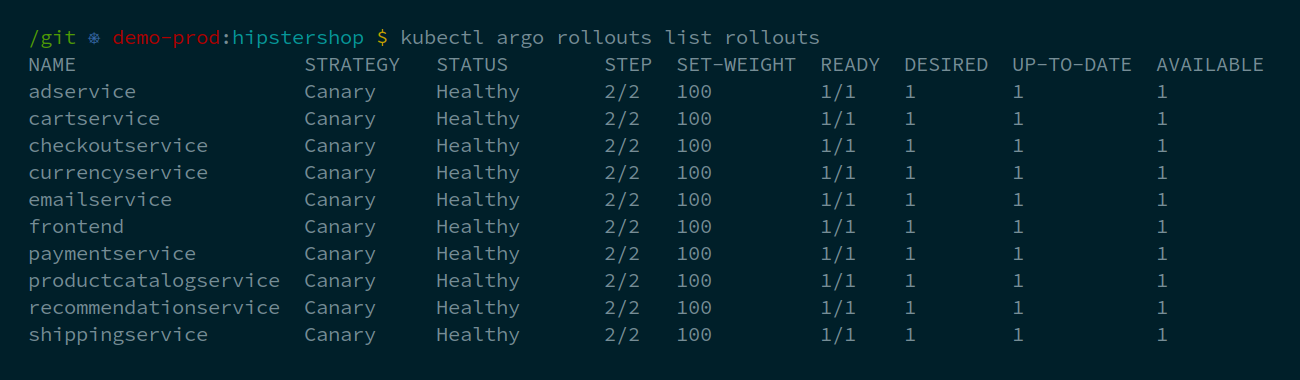 /git ⎈ demo-prod:hipstershop $ kubectl argo rollouts list rollouts
NAME                   STRATEGY   STATUS        STEP  SET-WEIGHT  READY  DESIRED  UP-TO-DATE  AVAILABLE
adservice              Canary     Healthy       2/2   100         1/1    1        1           1
cartservice            Canary     Healthy       2/2   100         1/1    1        1           1
checkoutservice        Canary     Healthy       2/2   100         1/1    1        1           1
currencyservice        Canary     Healthy       2/2   100         1/1    1        1           1
emailservice           Canary     Healthy       2/2   100         1/1    1        1           1
frontend               Canary     Healthy       2/2   100         1/1    1        1           1
paymentservice         Canary     Healthy       2/2   100         1/1    1        1           1
productcatalogservice  Canary     Healthy       2/2   100         1/1    1        1           1
recommendationservice  Canary     Healthy       2/2   100         1/1    1        1           1
shippingservice        Canary     Healthy       2/2   100         1/1    1        1           1